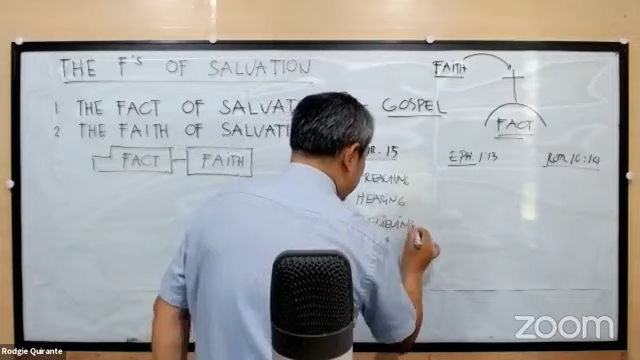 THE F'S OF SALVATION
1 THE FACT OF SALVAT - GOSPEL
2 THE FAITH OF SALVATI
FACT FAITH
15
PREACHING
HEARING
FAITH
FACT
EPH 1:13
ROM 10:14
zoom
Rodgie Quirante